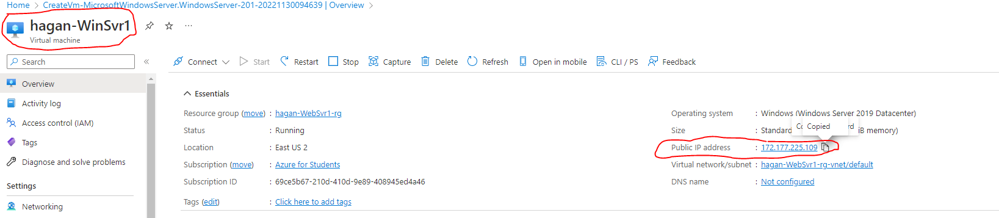 Home > CreateVm-MicrosoftWindowsServer.WindowsServer-201-20221130094639 | Overview >
hagan-WinSvr1
Virtual machine
Search
Connect Start Restart Stop Capture Delete Refresh Open in mobile CLI / PS Feedback
Overview
Activity log
Access control (IAM)
Tags
Diagnose and solve problems
Settings
Networking
Essentials
Resource group (move) : hagan-WebSvr1-rg
Status : Running
Location : East US 2
Subscription (move) : Azure for Students
Subscription ID : 69ce5b67-210d-410d-9e89-408945ed4a46
Tags (edit) : Click here to add tags
Operating system : Windows (Windows Server 2019 Datacenter)
Size : Standard iB memory)
Copied
Public IP address : 172.177.225.109
Virtual network/subnet : hagan-WebSvr1-rg-vnet/default
DNS name : Not configured